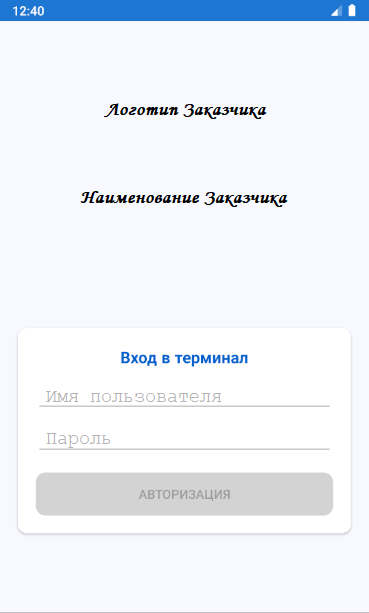 12:40
Логотип Заказчика
Наименование Заказчика
Вход в терминал
Имя пользователя
Пароль
АВТОРИЗАЦИЯ